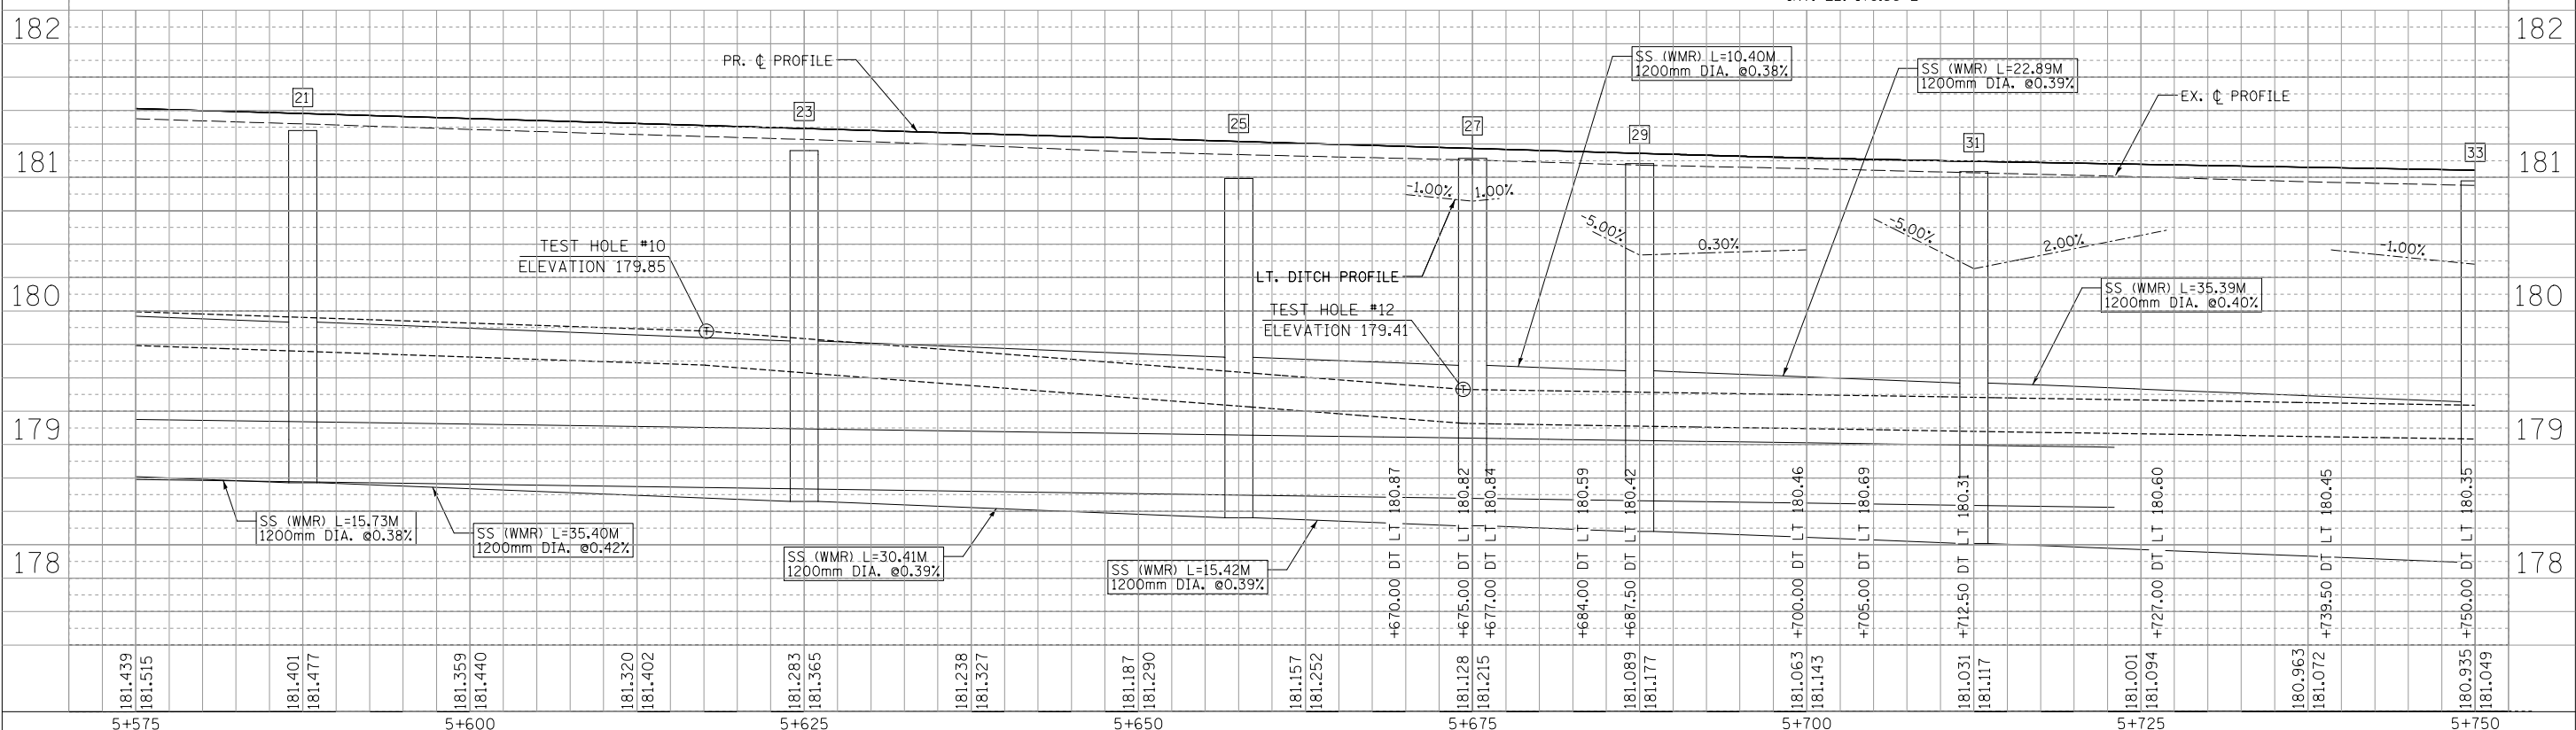 182
182
PR. ℄ PROFILE
SS (WMR) L=10.40M
1200mm DIA. @0.38%
SS (WMR) L=22.89M
1200mm DIA. @0.39%
EX. ℄ PROFILE
21
23
25
27
29
31
33
181
181
-1.00%
1.00%
-5.00%
0.30%
-5.00%
2.00%
-1.00%
TEST HOLE #10
ELEVATION 179.85
LT. DITCH PROFILE
TEST HOLE #12
ELEVATION 179.41
SS (WMR) L=35.39M
1200mm DIA. @0.40%
180
180
T
T
179
179
SS (WMR) L=15.73M
1200mm DIA. @0.38%
SS (WMR) L=35.40M
1200mm DIA. @0.42%
SS (WMR) L=30.41M
1200mm DIA. @0.39%
SS (WMR) L=15.42M
1200mm DIA. @0.39%
178
178
+670.00 DT LT 180.87
+675.00 DT LT 180.82
+677.00 DT LT 180.84
+684.00 DT LT 180.59
+687.50 DT LT 180.42
+700.00 DT LT 180.46
+705.00 DT LT 180.69
+712.50 DT LT 180.31
+727.00 DT LT 180.60
+739.50 DT LT 180.45
+750.00 DT LT 180.35
181.439
181.515
181.401
181.477
181.359
181.440
181.320
181.402
181.283
181.365
181.238
181.327
181.187
181.290
181.157
181.252
181.128
181.215
181.089
181.177
181.063
181.143
181.031
181.117
181.001
181.094
180.963
181.072
180.935
181.049
5+575
5+600
5+625
5+650
5+675
5+700
5+725
5+750